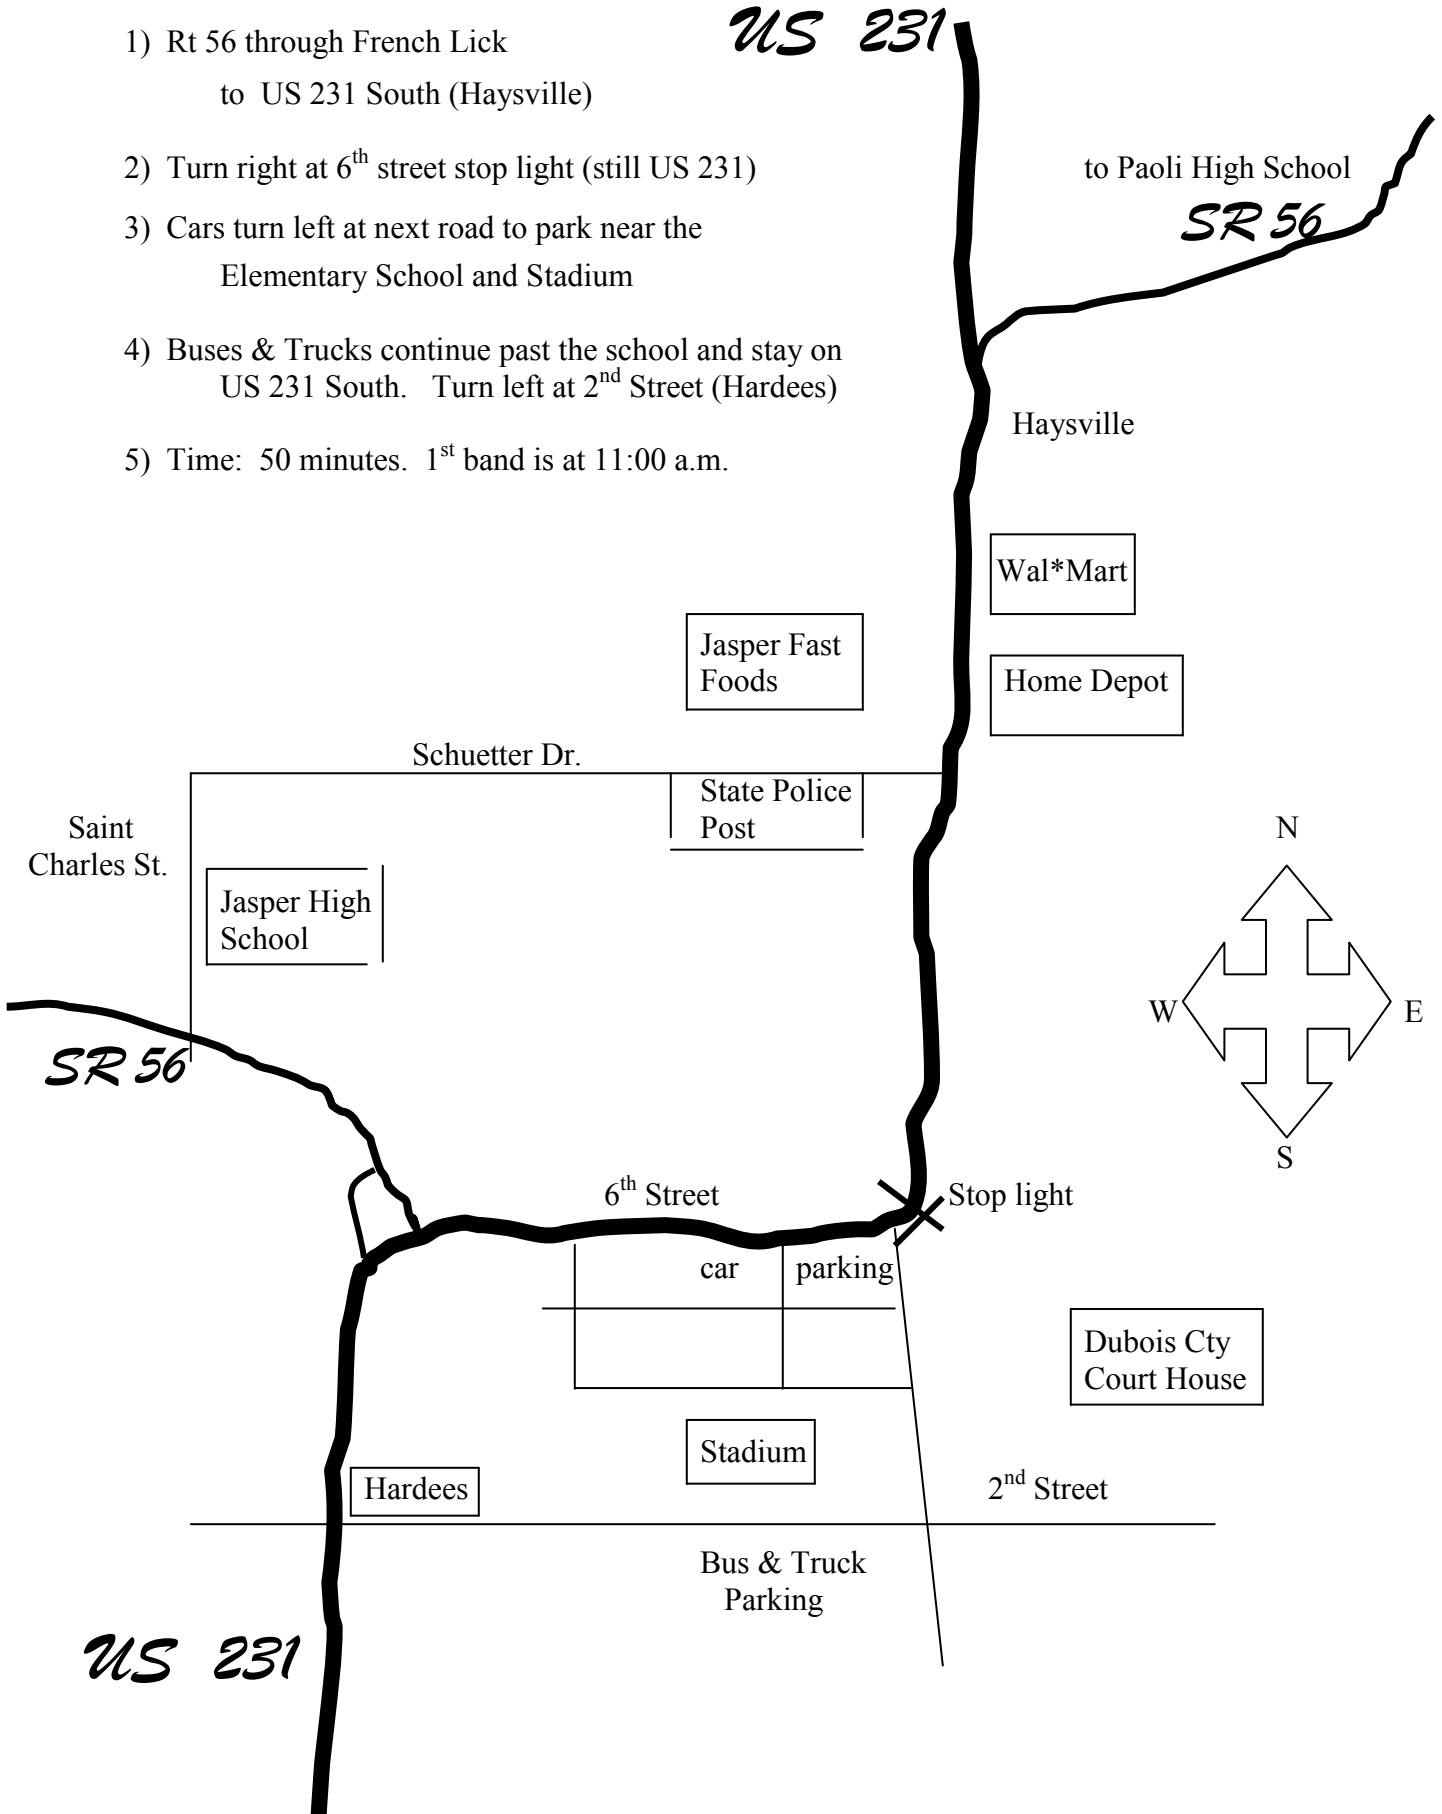 1) Rt 56 through French Lick
to US 231 South (Haysville)
2) Turn right at 6th street stop light (still US 231)
3) Cars turn left at next road to park near the
Elementary School and Stadium
4) Buses & Trucks continue past the school and stay on
US 231 South. Turn left at 2nd Street (Hardees)
5) Time: 50 minutes. 1st band is at 11:00 a.m.
US 231
to Paoli High School
SR 56
Haysville
Wal*Mart
Jasper Fast
Foods
Home Depot
Schuetter Dr.
State Police
Post
Saint
Charles St.
Jasper High
School
N
W
E
S
SR 56
6th Street
Stop light
car parking
Dubois Cty
Court House
Stadium
Hardees
2nd Street
Bus & Truck
Parking
US 231